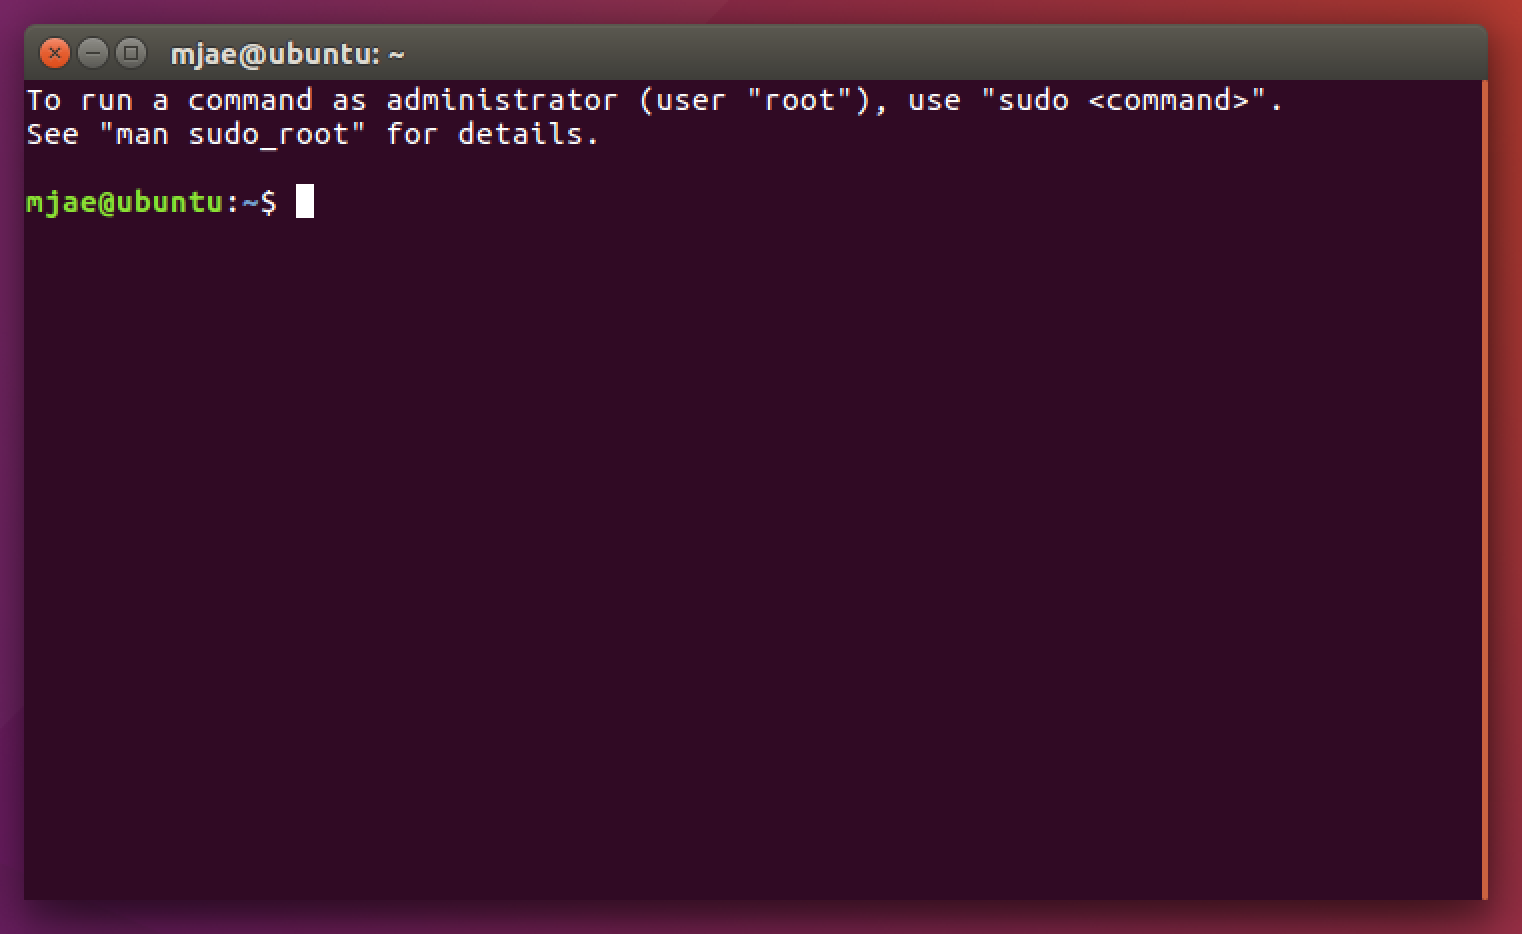 mjae@ubuntu: ~
To run a command as administrator (user "root"), use "sudo <command>".
See "man sudo_root" for details.
mjae@ubuntu:~$